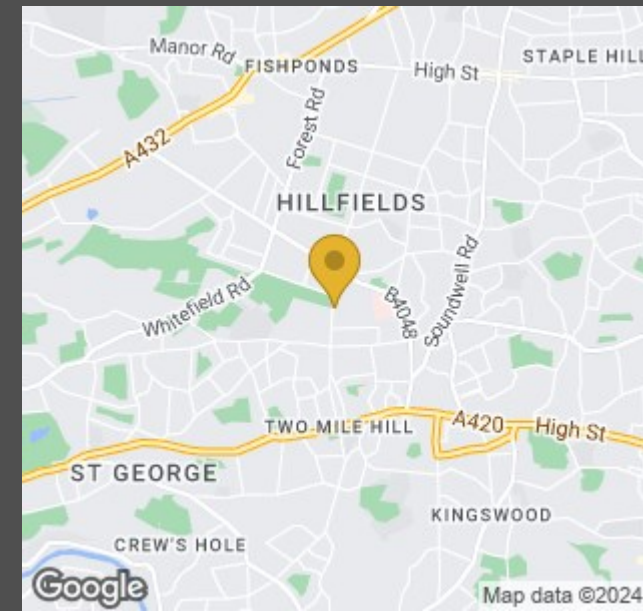 Manor Rd
FISHPONDS
High St
STAPLE HILL
A432
Forest Rd
HILLFIELDS
Whitefield Rd
B4048
Soundwell Rd
TWO MILE HILL
A420
High St
ST GEORGE
KINGSWOOD
CREW'S HOLE
Google
Map data ©2024